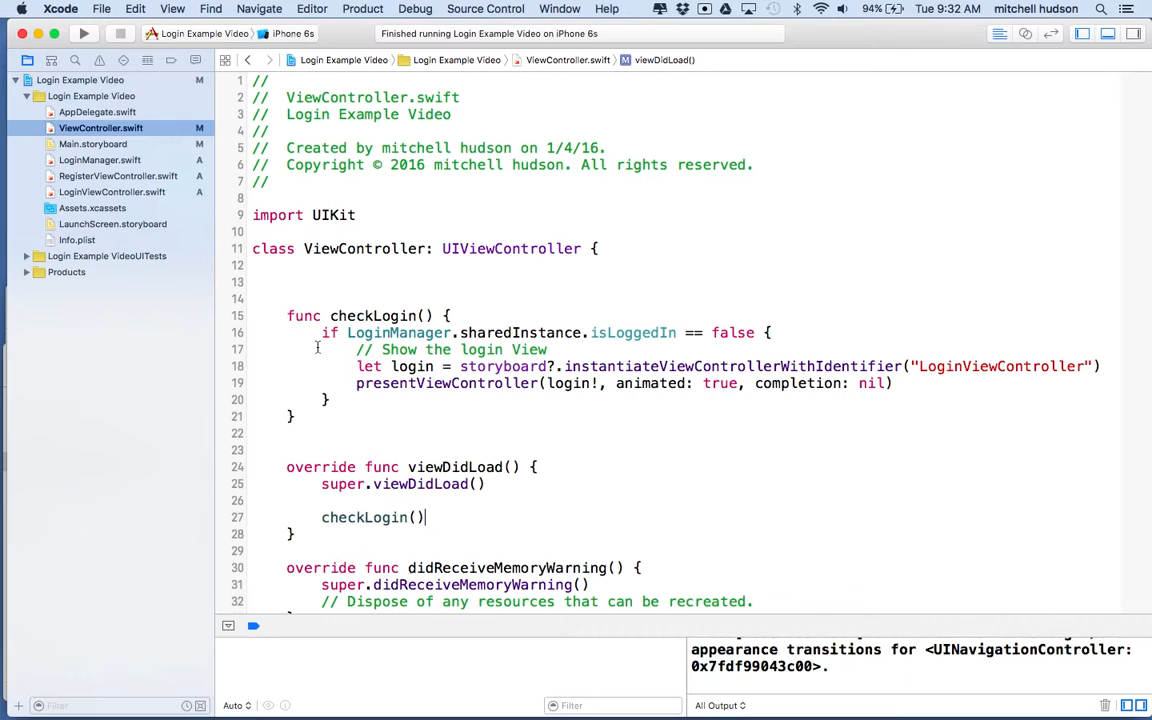 Xcode File Edit View Find Navigate Editor Product Debug Source Control Window Help 94% Tue 9:32 AM mitchell hudson
Login Example Video iPhone 6s Finished running Login Example Video on iPhone 6s
Login Example Video Login Example Video ViewController.swift M viewDidLoad()
Login Example Video M
Login Example Video
AppDelegate.swift
ViewController.swift M
Main.storyboard M
LoginManager.swift A
RegisterViewController.swift A
LoginViewController.swift A
Assets.xcassets
LaunchScreen.storyboard
Info.plist
Login Example VideoUITests
Products
Filter
1 //
2 // ViewController.swift
3 // Login Example Video
4 //
5 // Created by mitchell hudson on 1/4/16.
6 // Copyright © 2016 mitchell hudson. All rights reserved.
7 //
8
9 import UIKit
10
11 class ViewController: UIViewController {
12
13
14
15 func checkLogin() {
16 if LoginManager.sharedInstance.isLoggedIn == false {
17 // Show the login View
18 let login = storyboard?.instantiateViewControllerWithIdentifier("LoginViewController")
19 presentViewController(login!, animated: true, completion: nil)
20 }
21 }
22
23
24 override func viewDidLoad() {
25 super.viewDidLoad()
26
27 checkLogin()
28 }
29
30 override func didReceiveMemoryWarning() {
31 super.didReceiveMemoryWarning()
32 // Dispose of any resources that can be recreated.
appearance transitions for <UINavigationController:
0x7fdf99043c00>.
Auto Filter All Output